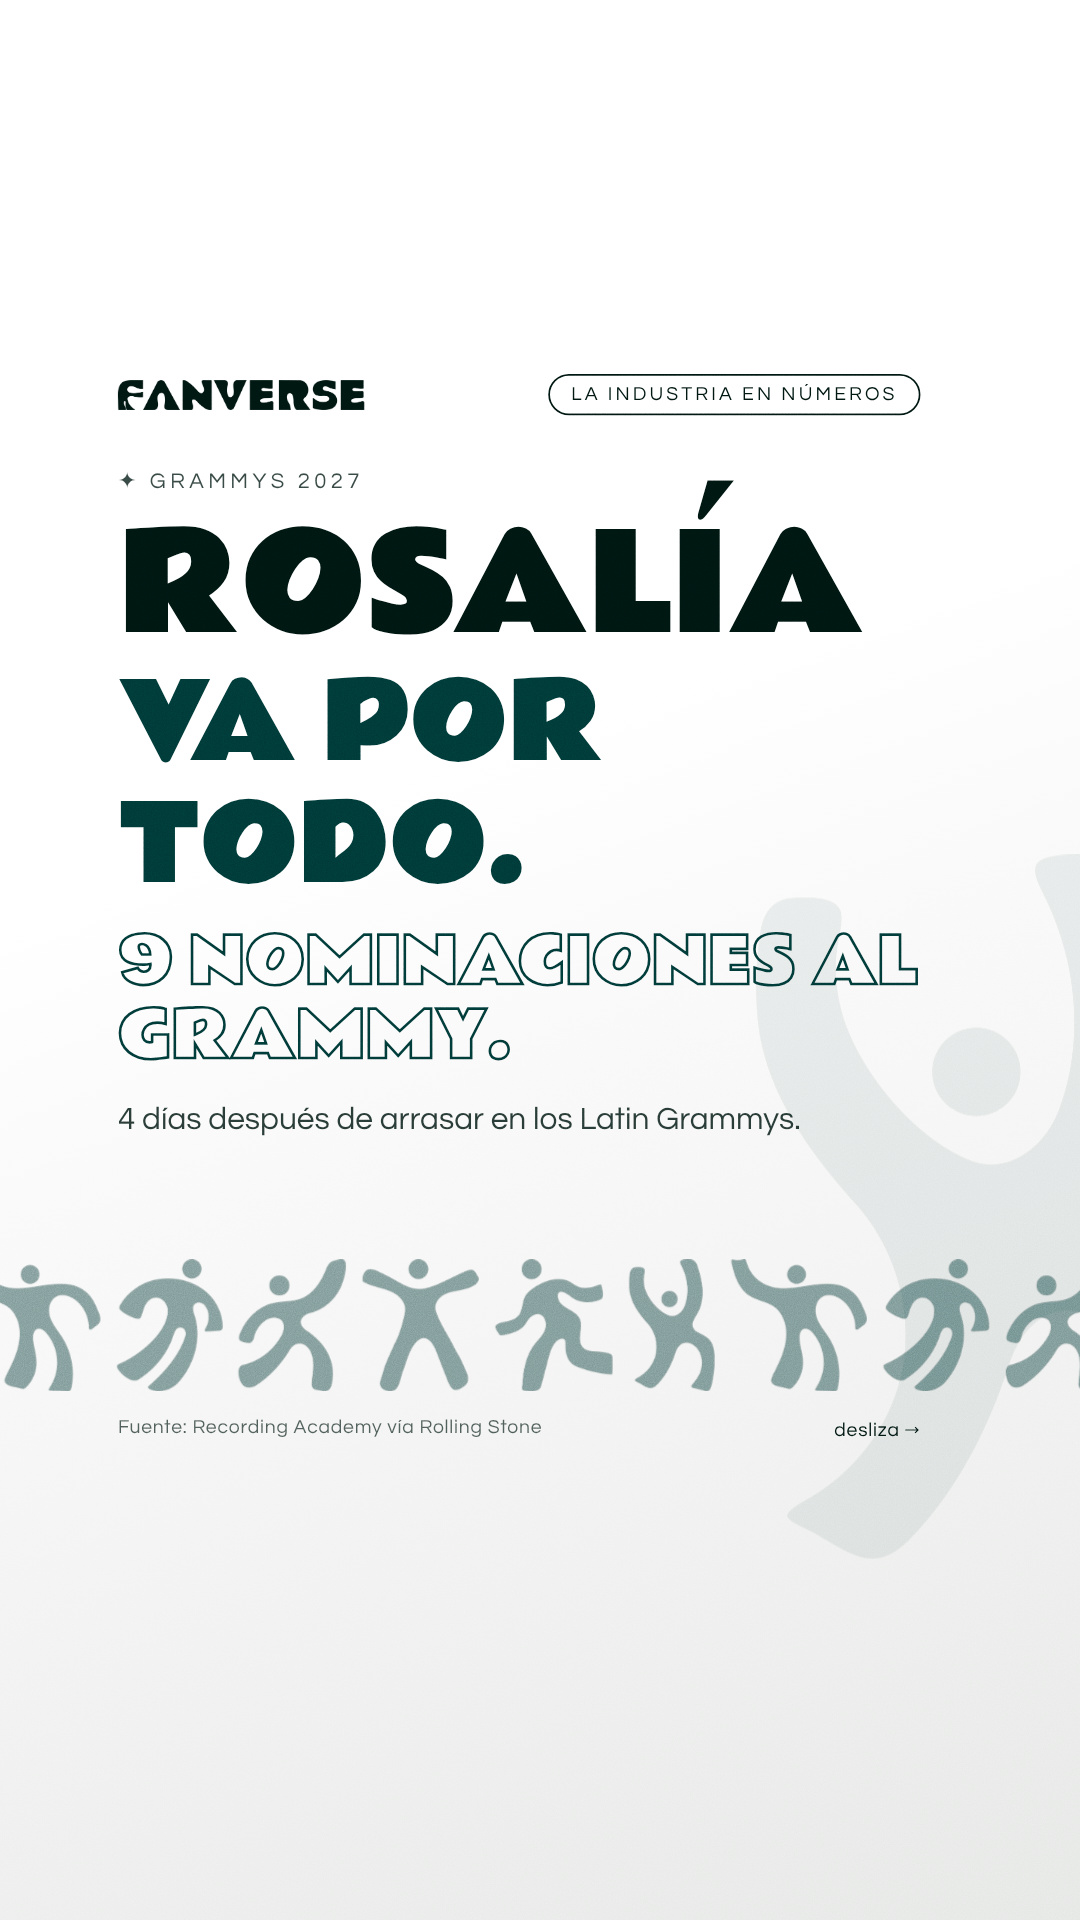 FANVERSE
LA INDUSTRIA EN NÚMEROS
✦ GRAMMYS 2027
ROSALÍA
VA POR
TODO.
9 NOMINACIONES AL
GRAMMY.
4 días después de arrasar en los Latin Grammys.
Fuente: Recording Academy vía Rolling Stone
desliza →